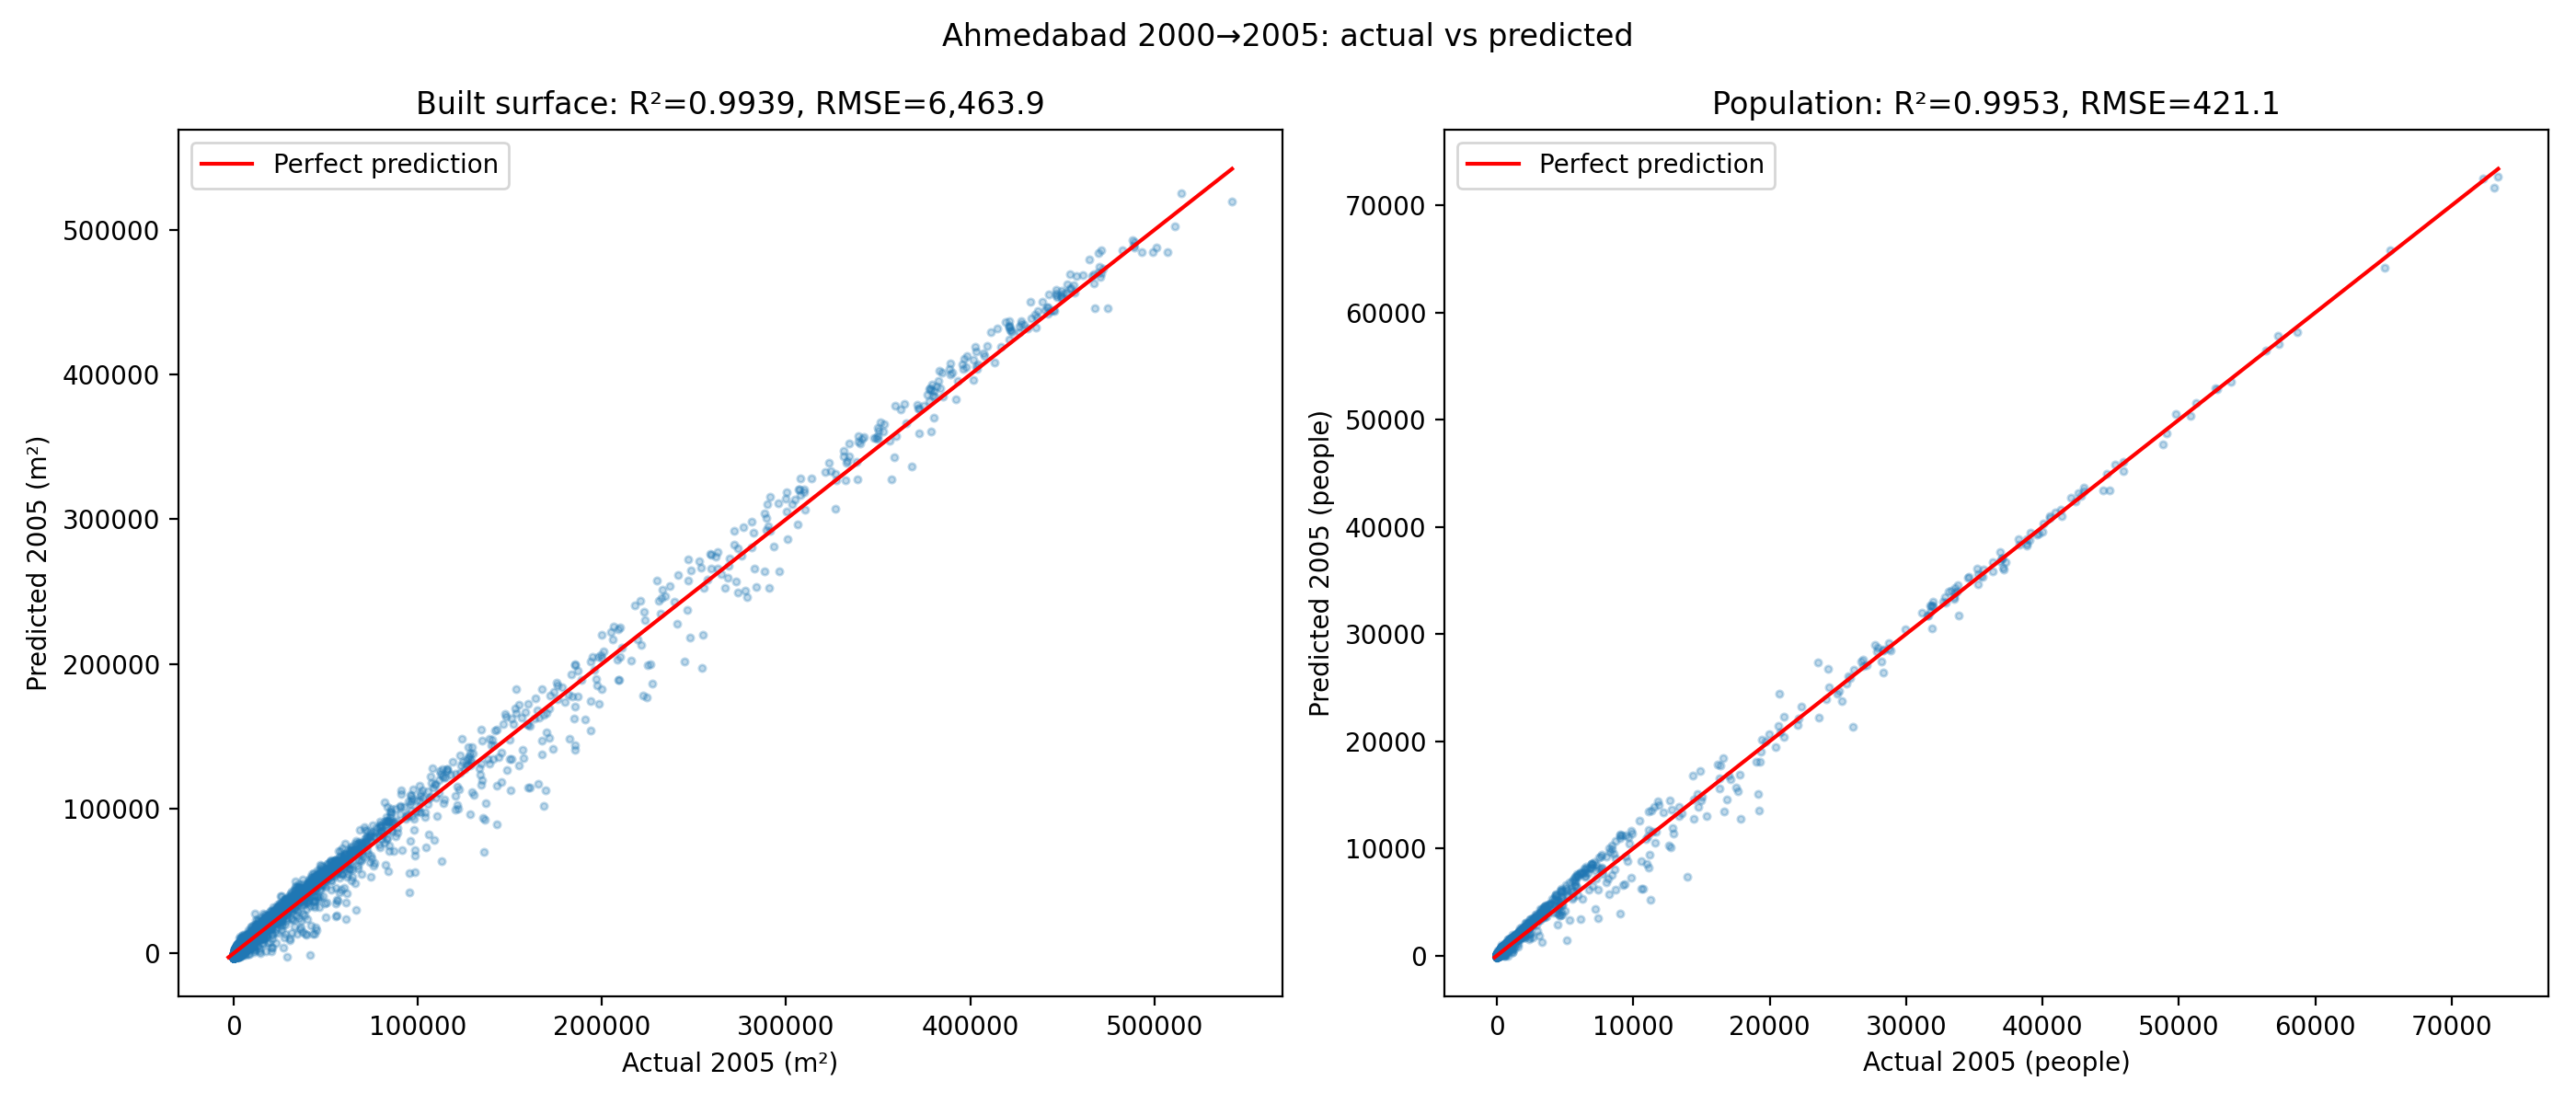 Ahmedabad 2000→2005: actual vs predicted
Built surface: R²=0.9939, RMSE=6,463.9
Perfect prediction
500000
400000
300000
200000
100000
0
Predicted 2005 (m²)
0 100000 200000 300000 400000 500000
Actual 2005 (m²)
Population: R²=0.9953, RMSE=421.1
Perfect prediction
70000
60000
50000
40000
30000
20000
10000
0
Predicted 2005 (people)
0 10000 20000 30000 40000 50000 60000 70000
Actual 2005 (people)